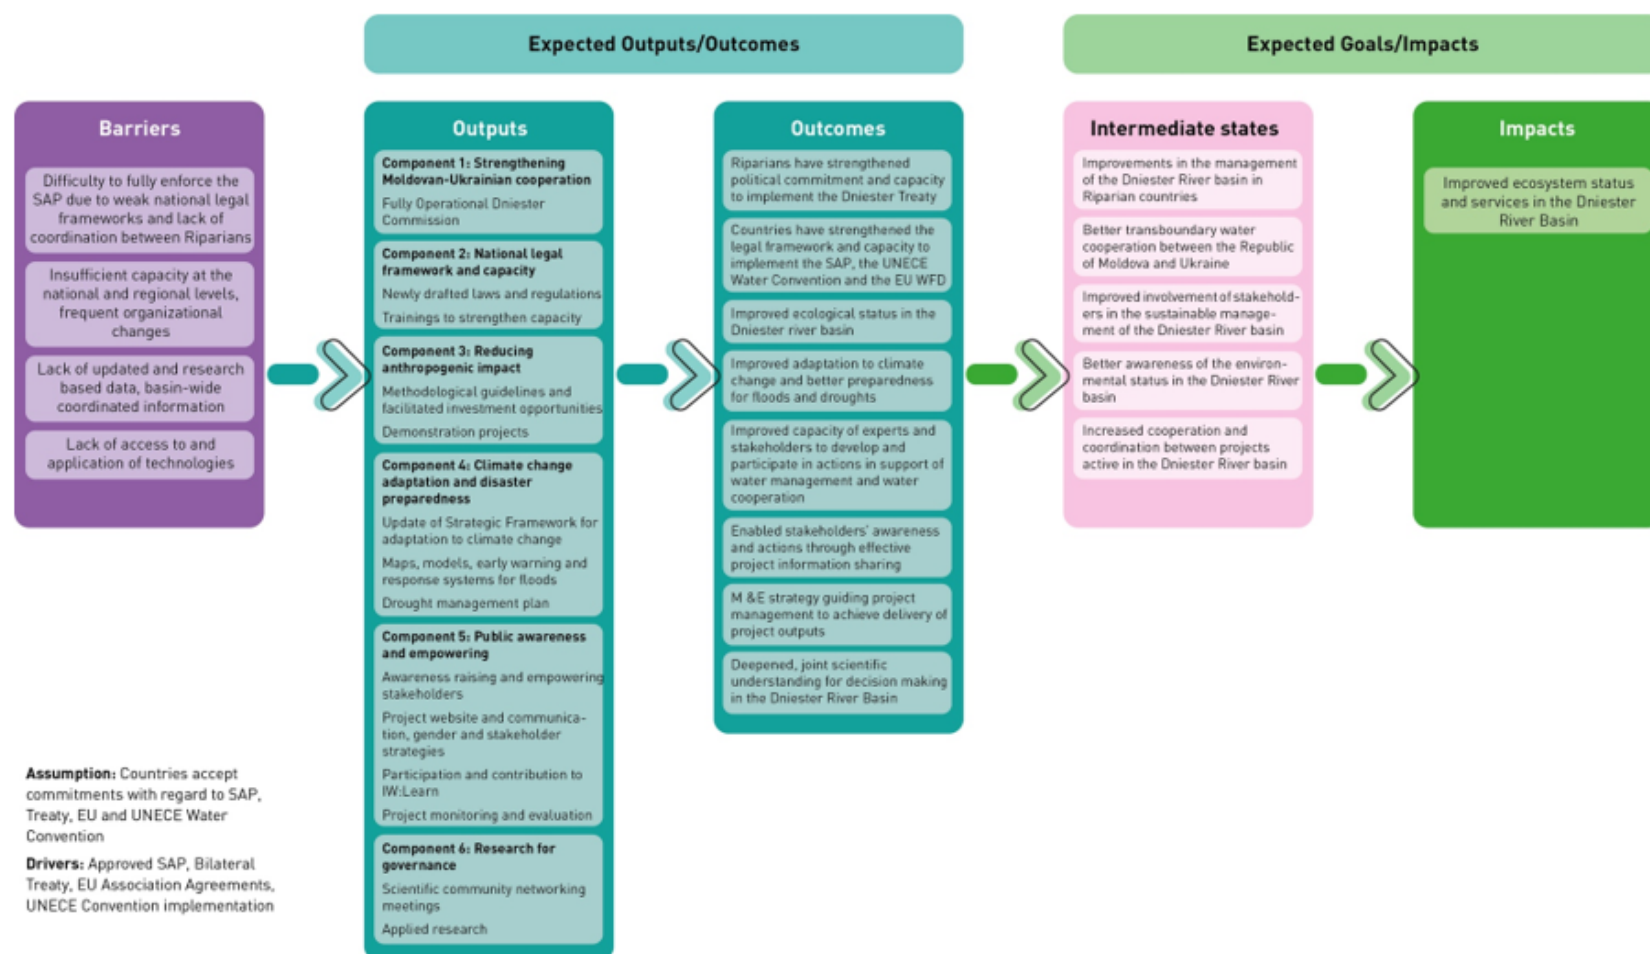 Expected Outputs/Outcomes
Expected Goals/Impacts
Barriers
Difficulty to fully enforce the
SAP due to weak national legal
frameworks and lack of
coordination between Riparians
Insufficient capacity at the
national and regional levels,
frequent organizational
changes
Lack of updated and research
based data, basin-wide
coordinated information
Lack of access to and
application of technologies
Outputs
Component 1: Strengthening
Moldovan-Ukrainian cooperation
Fully Operational Dniester
Commission
Component 2: National legal
framework and capacity
Newly drafted laws and regulations
Trainings to strengthen capacity
Component 3: Reducing
anthropogenic impact
Methodological guidelines and
facilitated investment opportunities
Demonstration projects
Component 4: Climate change
adaptation and disaster
preparedness
Update of Strategic Framework for
adaptation to climate change
Maps, models, early warning and
response systems for floods
Drought management plan
Component 5: Public awareness
and empowering
Awareness raising and empowering
stakeholders
Project website and communica-
tion, gender and stakeholder
strategies
Participation and contribution to
IW:Learn
Project monitoring and evaluation
Component 6: Research for
governance
Scientific community networking
meetings
Applied research
Outcomes
Riparians have strengthened
political commitment and capacity
to implement the Dniester Treaty
Countries have strengthened the
legal framework and capacity to
implement the SAP, the UNECE
Water Convention and the EU WFD
Improved ecological status in the
Dniester river basin
Improved adaptation to climate
change and better preparedness
for floods and droughts
Improved capacity of experts and
stakeholders to develop and
participate in actions in support of
water management and water
cooperation
Enabled stakeholders' awareness
and actions through effective
project information sharing
M &E strategy guiding project
management to achieve delivery of
project outputs
Deepened, joint scientific
understanding for decision making
in the Dniester River Basin
Intermediate states
Improvements in the management
of the Dniester River basin in
Riparian countries
Better transboundary water
cooperation between the Republic
of Moldova and Ukraine
Improved involvement of stakehold-
ers in the sustainable manage-
ment of the Dniester River basin
Better awareness of the environ-
mental status in the Dniester River
basin
Increased cooperation and
coordination between projects
active in the Dniester River basin
Impacts
Improved ecosystem status
and services in the Dniester
River Basin
Assumption: Countries accept
commitments with regard to SAP,
Treaty, EU and UNECE Water
Convention
Drivers: Approved SAP, Bilateral
Treaty, EU Association Agreements,
UNECE Convention implementation